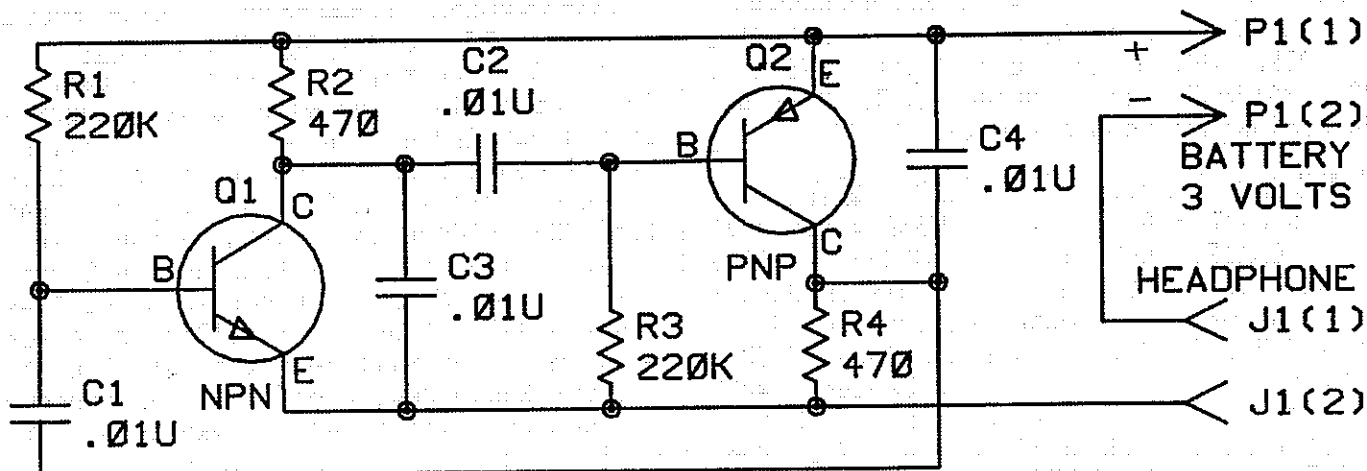 R1
220K
R2
470
C2
.01U
Q2
E
B
C
PNP
C4
.01U
+
P1(1)
-
P1(2)
BATTERY
3 VOLTS
Q1
C
B
E
NPN
C3
.01U
R3
220K
R4
470
HEADPHONE
J1(1)
J1(2)
C1
.01U